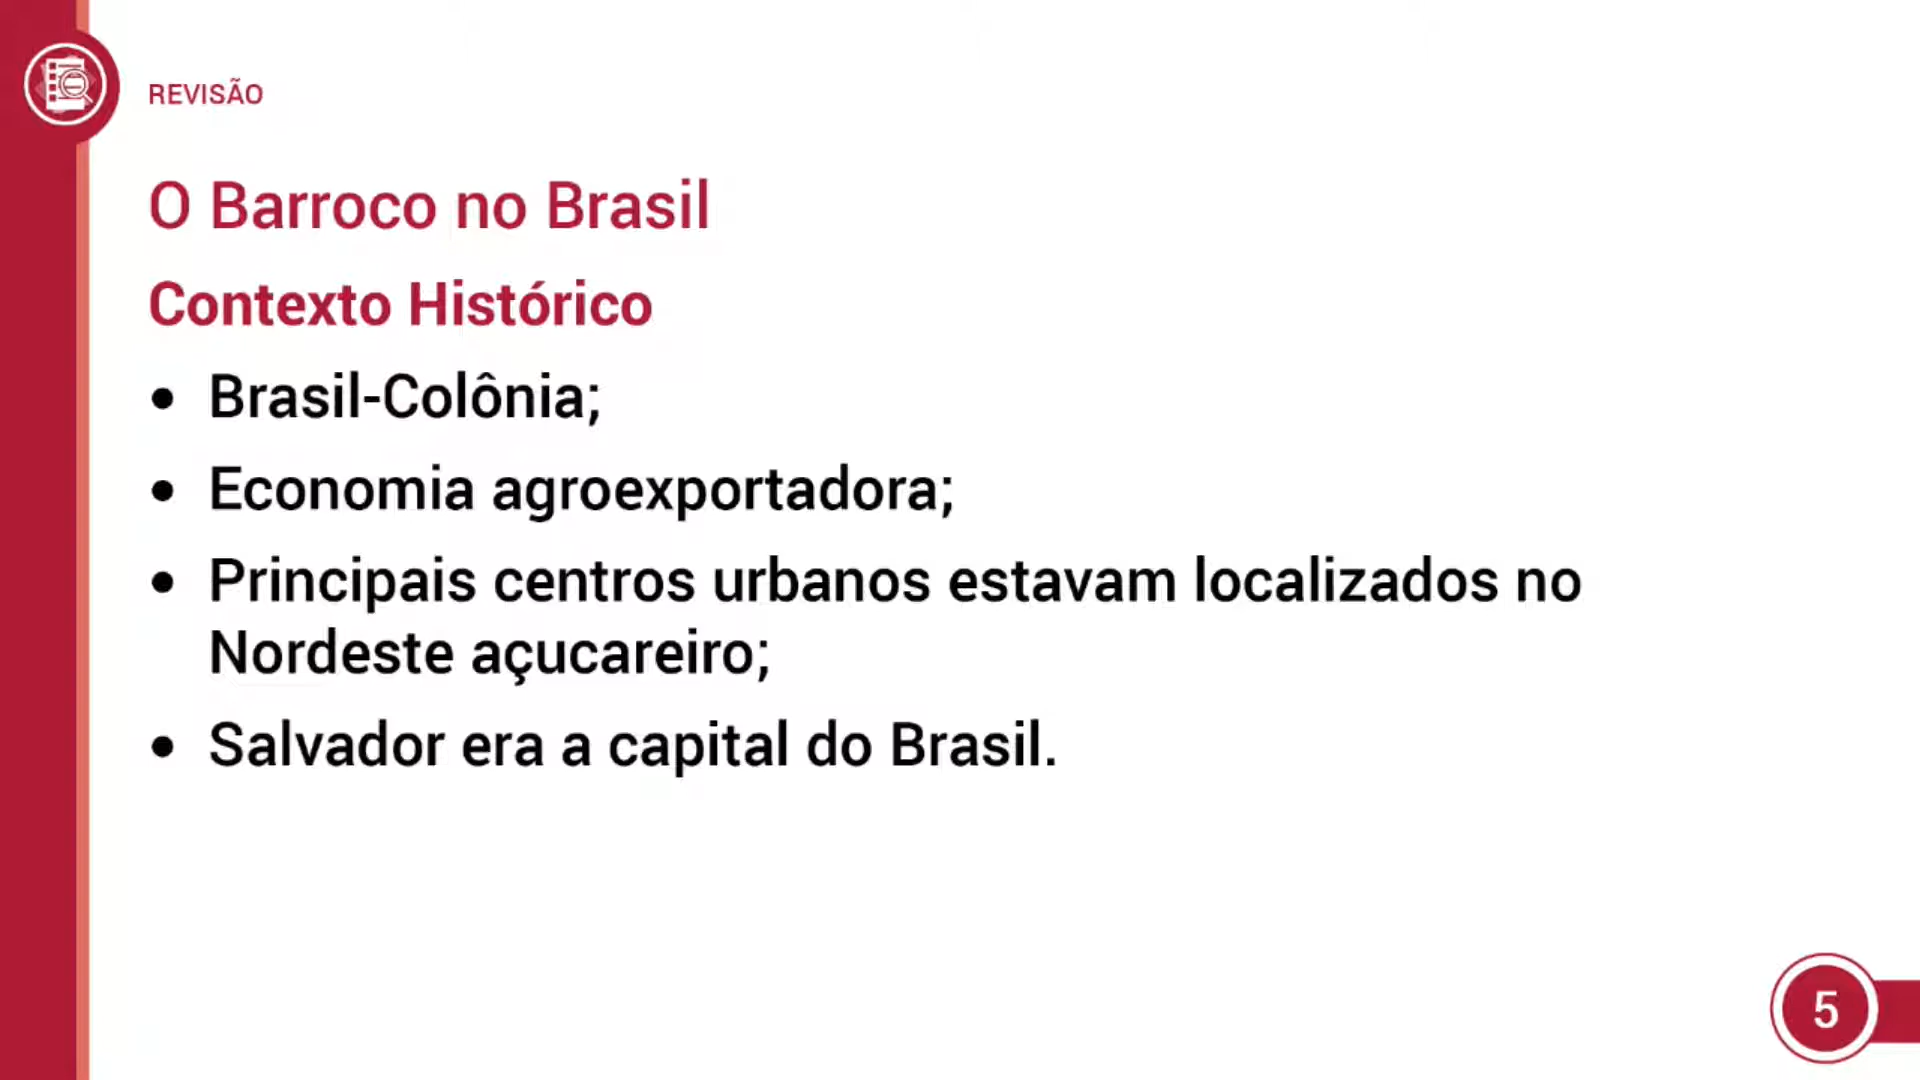 REVISÃO
O Barroco no Brasil
Contexto Histórico
• Brasil-Colônia;
• Economia agroexportadora;
• Principais centros urbanos estavam localizados no
Nordeste açucareiro;
• Salvador era a capital do Brasil.
5